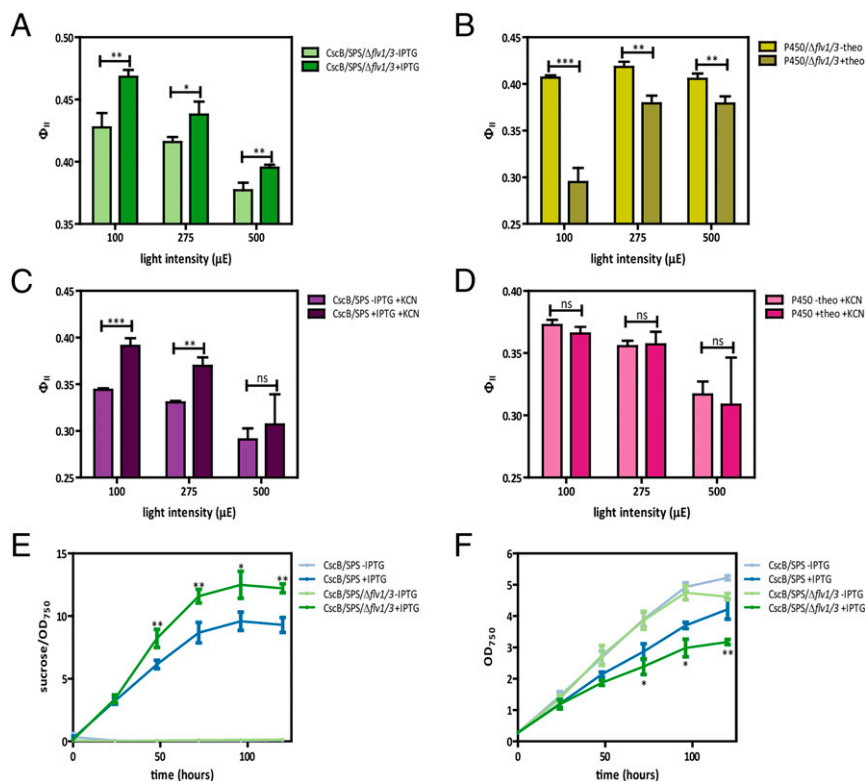 A
CscB/SPS/Δflv1/3 -IPTG
CscB/SPS/Δflv1/3 +IPTG
0.50
0.45
0.40
0.35
ΦII
**
*
**
100 275 500
light intensity (µE)
B
P450/Δflv1/3 -theo
P450/Δflv1/3 +theo
0.45
0.40
0.35
0.30
0.25
ΦII
***
**
**
100 275 500
light intensity (µE)
C
CscB/SPS -IPTG +KCN
CscB/SPS +IPTG +KCN
0.45
0.40
0.35
0.30
0.25
ΦII
***
**
ns
100 275 500
light intensity (µE)
D
P450 -theo +KCN
P450 +theo +KCN
0.40
0.35
0.30
0.25
ΦII
ns
ns
ns
100 275 500
light intensity (µE)
E
CscB/SPS -IPTG
CscB/SPS +IPTG
CscB/SPS/Δflv1/3 -IPTG
CscB/SPS/Δflv1/3 +IPTG
15
10
5
0
sucrose/OD750
**
**
*
**
0 50 100
time (hours)
F
CscB/SPS -IPTG
CscB/SPS +IPTG
CscB/SPS/Δflv1/3 -IPTG
CscB/SPS/Δflv1/3 +IPTG
6
5
4
3
2
1
0
OD750
*
*
**
0 50 100
time (hours)